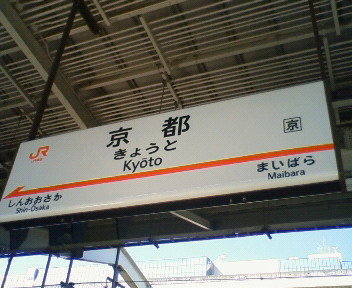 JR
京都
京
きょうと
Kyōto
しんおおさか
Shin-Ōsaka
まいばら
Maibara